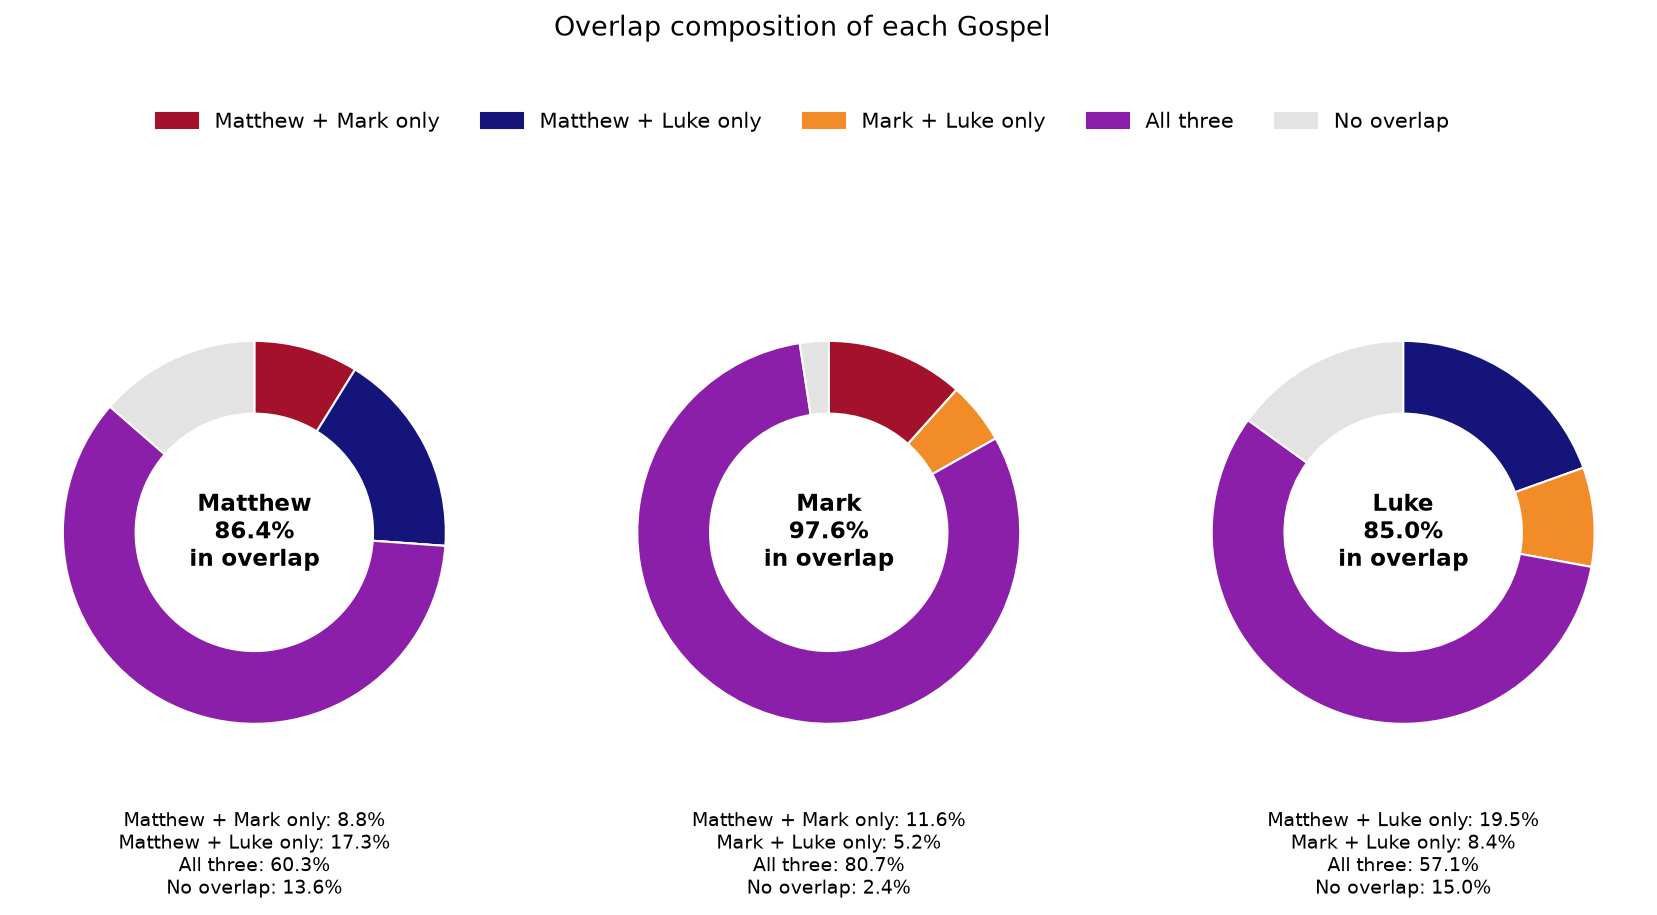 Overlap composition of each Gospel
Matthew + Mark only
Matthew + Luke only
Mark + Luke only
All three
No overlap
Matthew
86.4%
in overlap
Mark
97.6%
in overlap
Luke
85.0%
in overlap
Matthew + Mark only: 8.8%
Matthew + Luke only: 17.3%
All three: 60.3%
No overlap: 13.6%
Matthew + Mark only: 11.6%
Mark + Luke only: 5.2%
All three: 80.7%
No overlap: 2.4%
Matthew + Luke only: 19.5%
Mark + Luke only: 8.4%
All three: 57.1%
No overlap: 15.0%